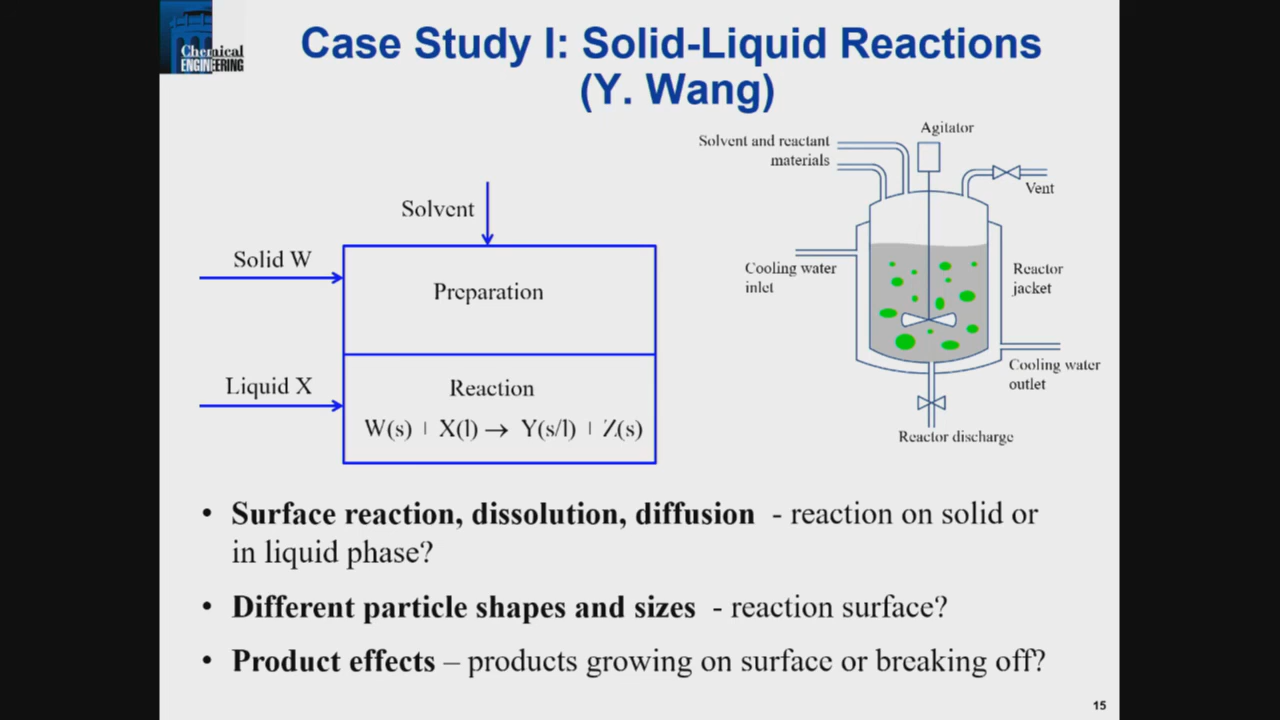 Chemical
ENGINEERING
Case Study I: Solid-Liquid Reactions
(Y. Wang)
Solvent
Solid W
Preparation
Liquid X
Reaction
W(s) + X(l) → Y(s/l) + Z(s)
Agitator
Solvent and reactant
materials
Vent
Cooling water
inlet
Reactor
jacket
Cooling water
outlet
Reactor discharge
• Surface reaction, dissolution, diffusion - reaction on solid or
in liquid phase?
• Different particle shapes and sizes - reaction surface?
• Product effects – products growing on surface or breaking off?
15